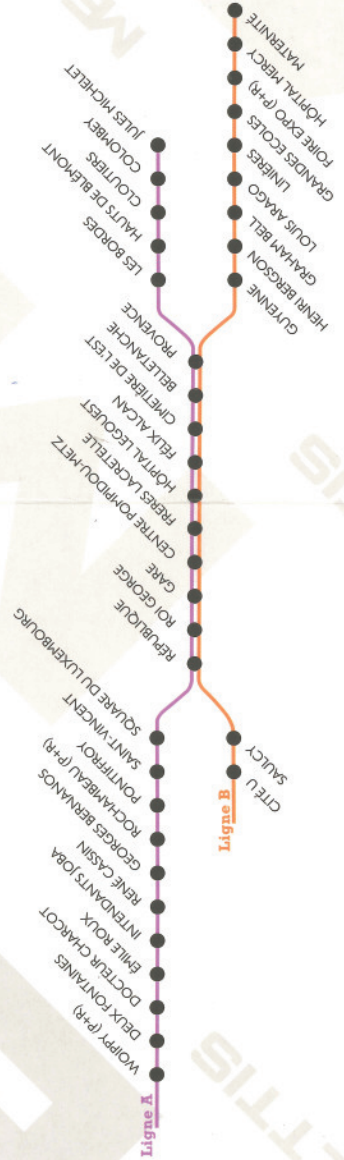 Ligne A
WOIPPY (P+R)
DEUX FONTAINES
DOCTEUR CHARCOT
ÉMILE ROUX
INTENDANTS JOBA
RENÉ CASSIN
GEORGES BERNANOS
ROCHAMBEAU (P+R)
PONTIFFROY
SAINT-VINCENT
SQUARE DU LUXEMBOURG
RÉPUBLIQUE
ROI GEORGE
GARE
CENTRE POMPIDOU-METZ
FRÈRES LACRETELLE
HÔPITAL LEGOUEST
FÉLIX ALCAN
CIMETIÈRE DE L'EST
BELLETANCHE
PROVENCE
LES BORDES
HAUTS DE BLÉMONT
CLOUTIERS
COLOMBEY
JULES MICHELET
Ligne B
CITÉ U
SAULCY
GUYENNE
HENRI BERGSON
GRAHAM BELL
LOUIS ARAGO
LINIÈRES
GRANDES ECOLES
FOIRE EXPO (P+R)
HÔPITAL MERCY
MATERNITÉ
METTIS